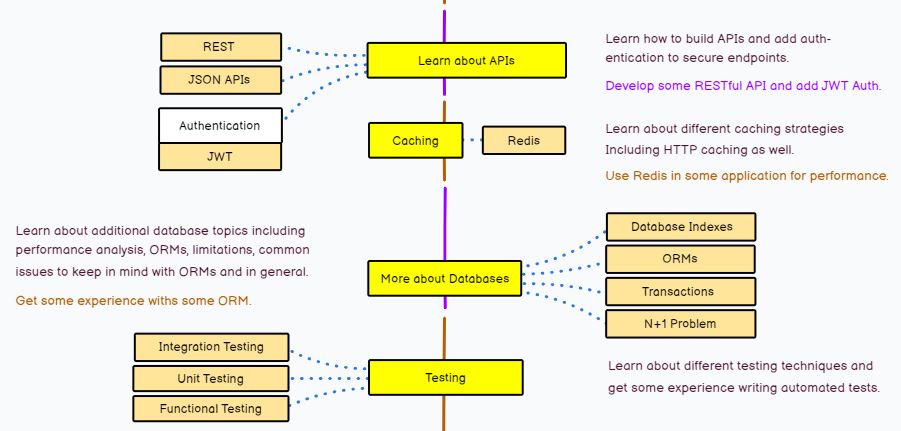 REST
JSON APIs
Authentication
JWT
Learn about APIs
Learn how to build APIs and add auth-
entication to secure endpoints.
Develop some RESTful API and add JWT Auth.
Caching
Redis
Learn about different caching strategies
Including HTTP caching as well.
Use Redis in some application for performance.
Learn about additional database topics including
performance analysis, ORMs, limitations, common
issues to keep in mind with ORMs and in general.
Get some experience withs some ORM.
More about Databases
Database Indexes
ORMs
Transactions
N+1 Problem
Integration Testing
Unit Testing
Functional Testing
Testing
Learn about different testing techniques and
get some experience writing automated tests.